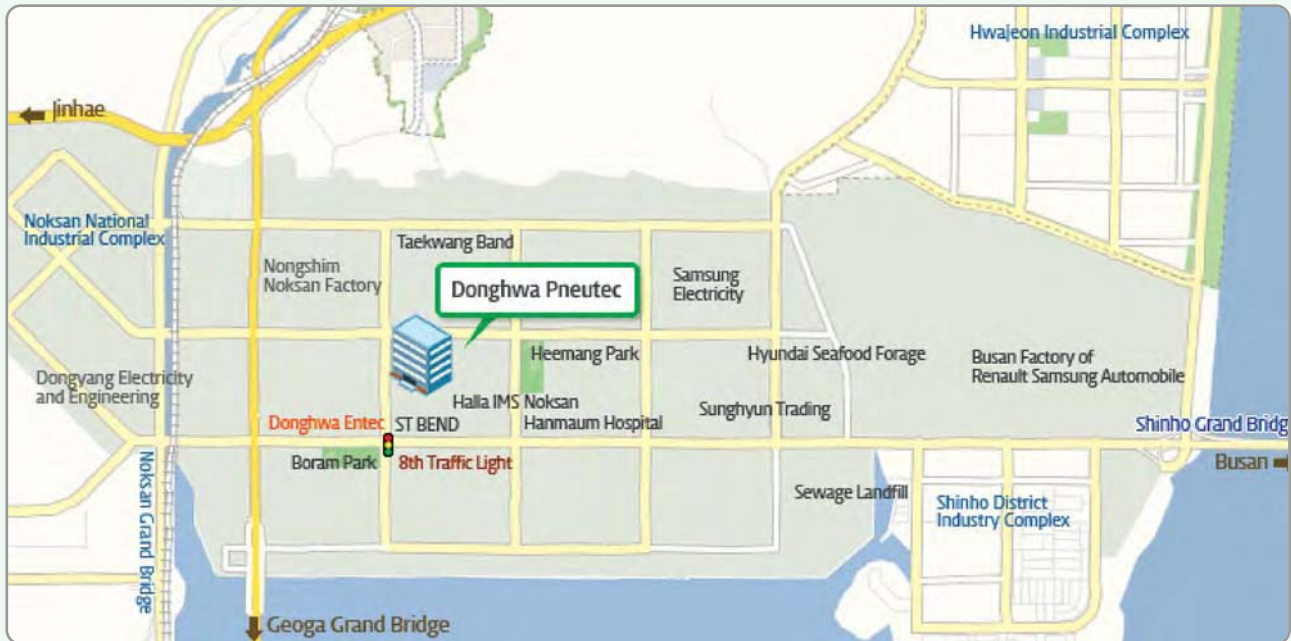 Hwajeon Industrial Complex
Jinhae
Noksan National
Industrial Complex
Taekwang Band
Nongshim
Noksan Factory
Donghwa Pneutec
Samsung
Electricity
Heemang Park
Hyundai Seafood Forage
Busan Factory of
Renault Samsung Automobile
Dongyang Electricity
and Engineering
Halla IMS Noksan
Sunghyun Trading
Donghwa Entec
ST BEND
Hanmaum Hospital
Shinho Grand Bridg
Boram Park
8th Traffic Light
Busan
Noksan Grand Bridge
Sewage Landfill
Shinho District
Industry Complex
Geoga Grand Bridge